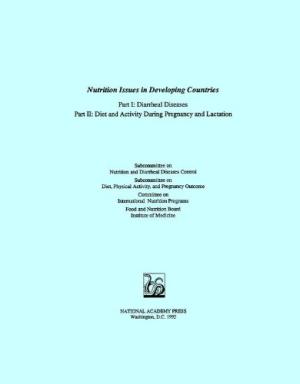 Nutrition Issues in Developing Countries
Part I: Diarrheal Diseases
Part II: Diet and Activity During Pregnancy and Lactation
Subcommittee on
Nutrition and Diarrheal Diseases Control
Subcommittee on
Diet, Physical Activity, and Pregnancy Outcome
Committee on
International Nutrition Programs
Food and Nutrition Board
Institute of Medicine
NATIONAL ACADEMY PRESS
Washington, D.C. 1992